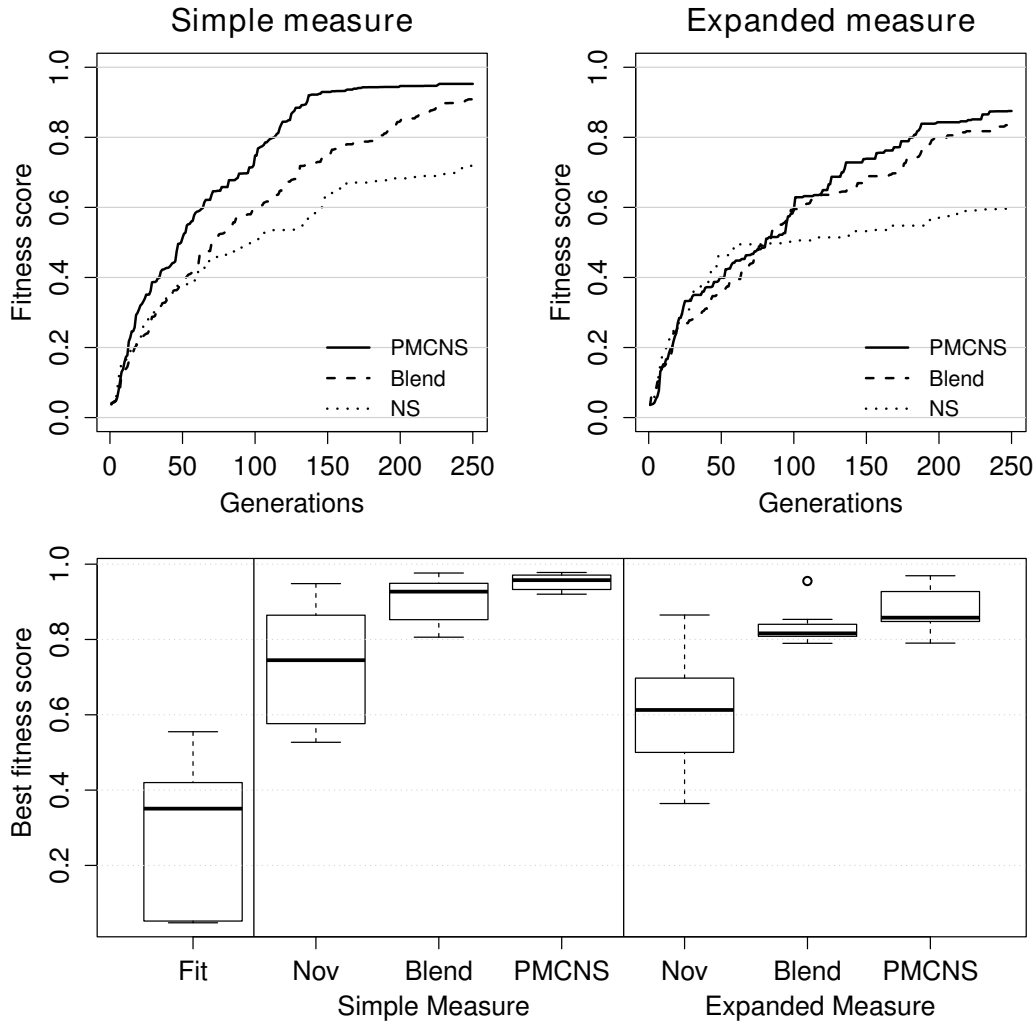 Simple measure
Fitness score
1.0
0.8
0.6
0.4
0.2
0.0
PMCNS
Blend
NS
0 50 100 150 200 250
Generations
Expanded measure
Fitness score
1.0
0.8
0.6
0.4
0.2
0.0
PMCNS
Blend
NS
0 50 100 150 200 250
Generations
Best fitness score
1.0
0.8
0.6
0.4
0.2
Fit Nov Blend PMCNS Nov Blend PMCNS
Simple Measure Expanded Measure